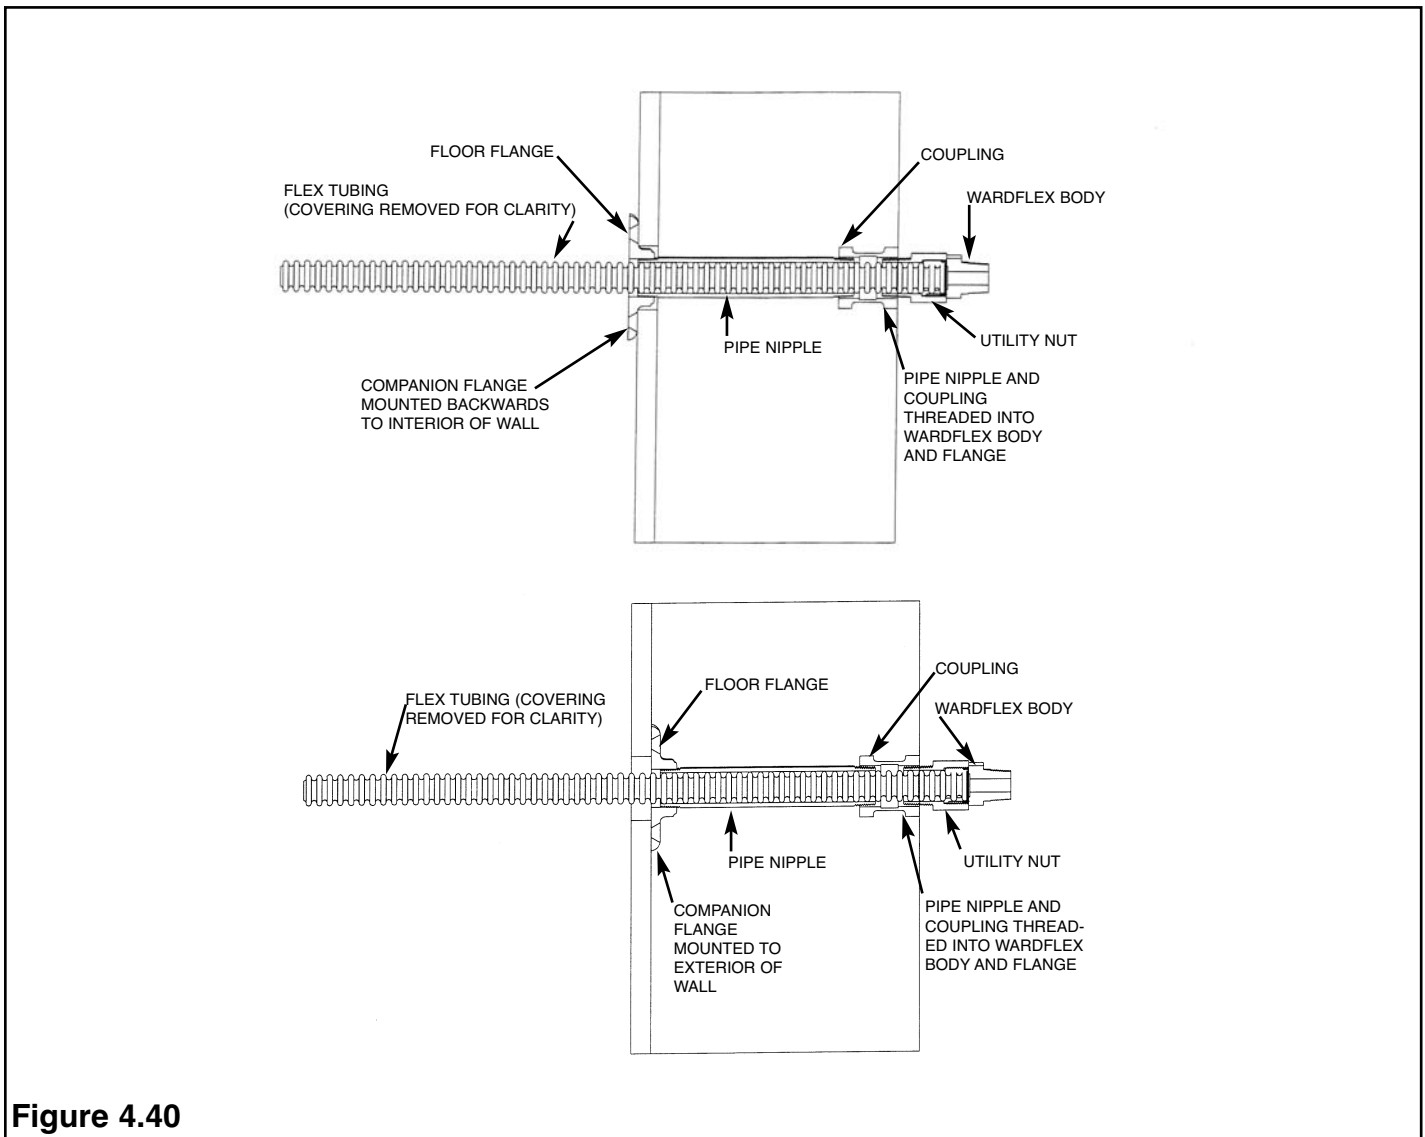 FLOOR FLANGE
COUPLING
FLEX TUBING
(COVERING REMOVED FOR CLARITY)
WARDFLEX BODY
PIPE NIPPLE
UTILITY NUT
COMPANION FLANGE
MOUNTED BACKWARDS
TO INTERIOR OF WALL
PIPE NIPPLE AND
COUPLING
THREADED INTO
WARDFLEX BODY
AND FLANGE
FLEX TUBING (COVERING
REMOVED FOR CLARITY)
FLOOR FLANGE
COUPLING
WARDFLEX BODY
PIPE NIPPLE
UTILITY NUT
COMPANION
FLANGE
MOUNTED TO
EXTERIOR OF
WALL
PIPE NIPPLE AND
COUPLING THREAD-
ED INTO WARDFLEX
BODY AND FLANGE
Figure 4.40